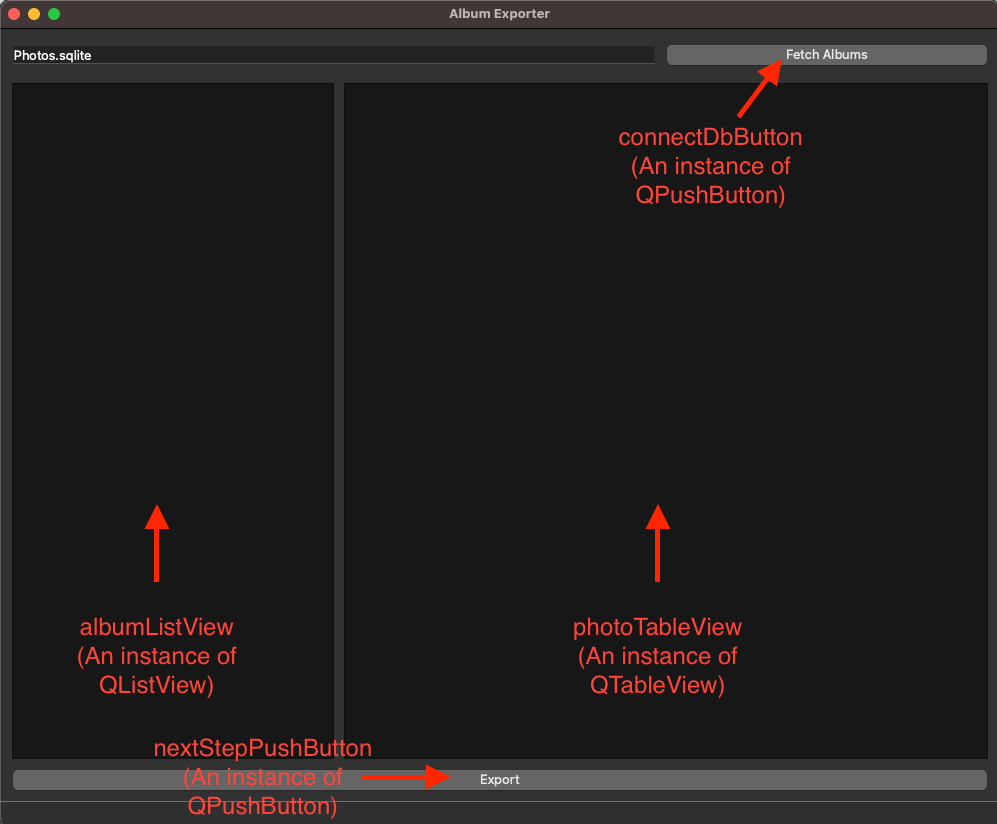 Album Exporter
Photos.sqlite
Fetch Albums
connectDbButton
(An instance of
QPushButton)
albumListView
(An instance of
QListView)
photoTableView
(An instance of
QTableView)
nextStepPushButton
(An instance of
QPushButton)
Export